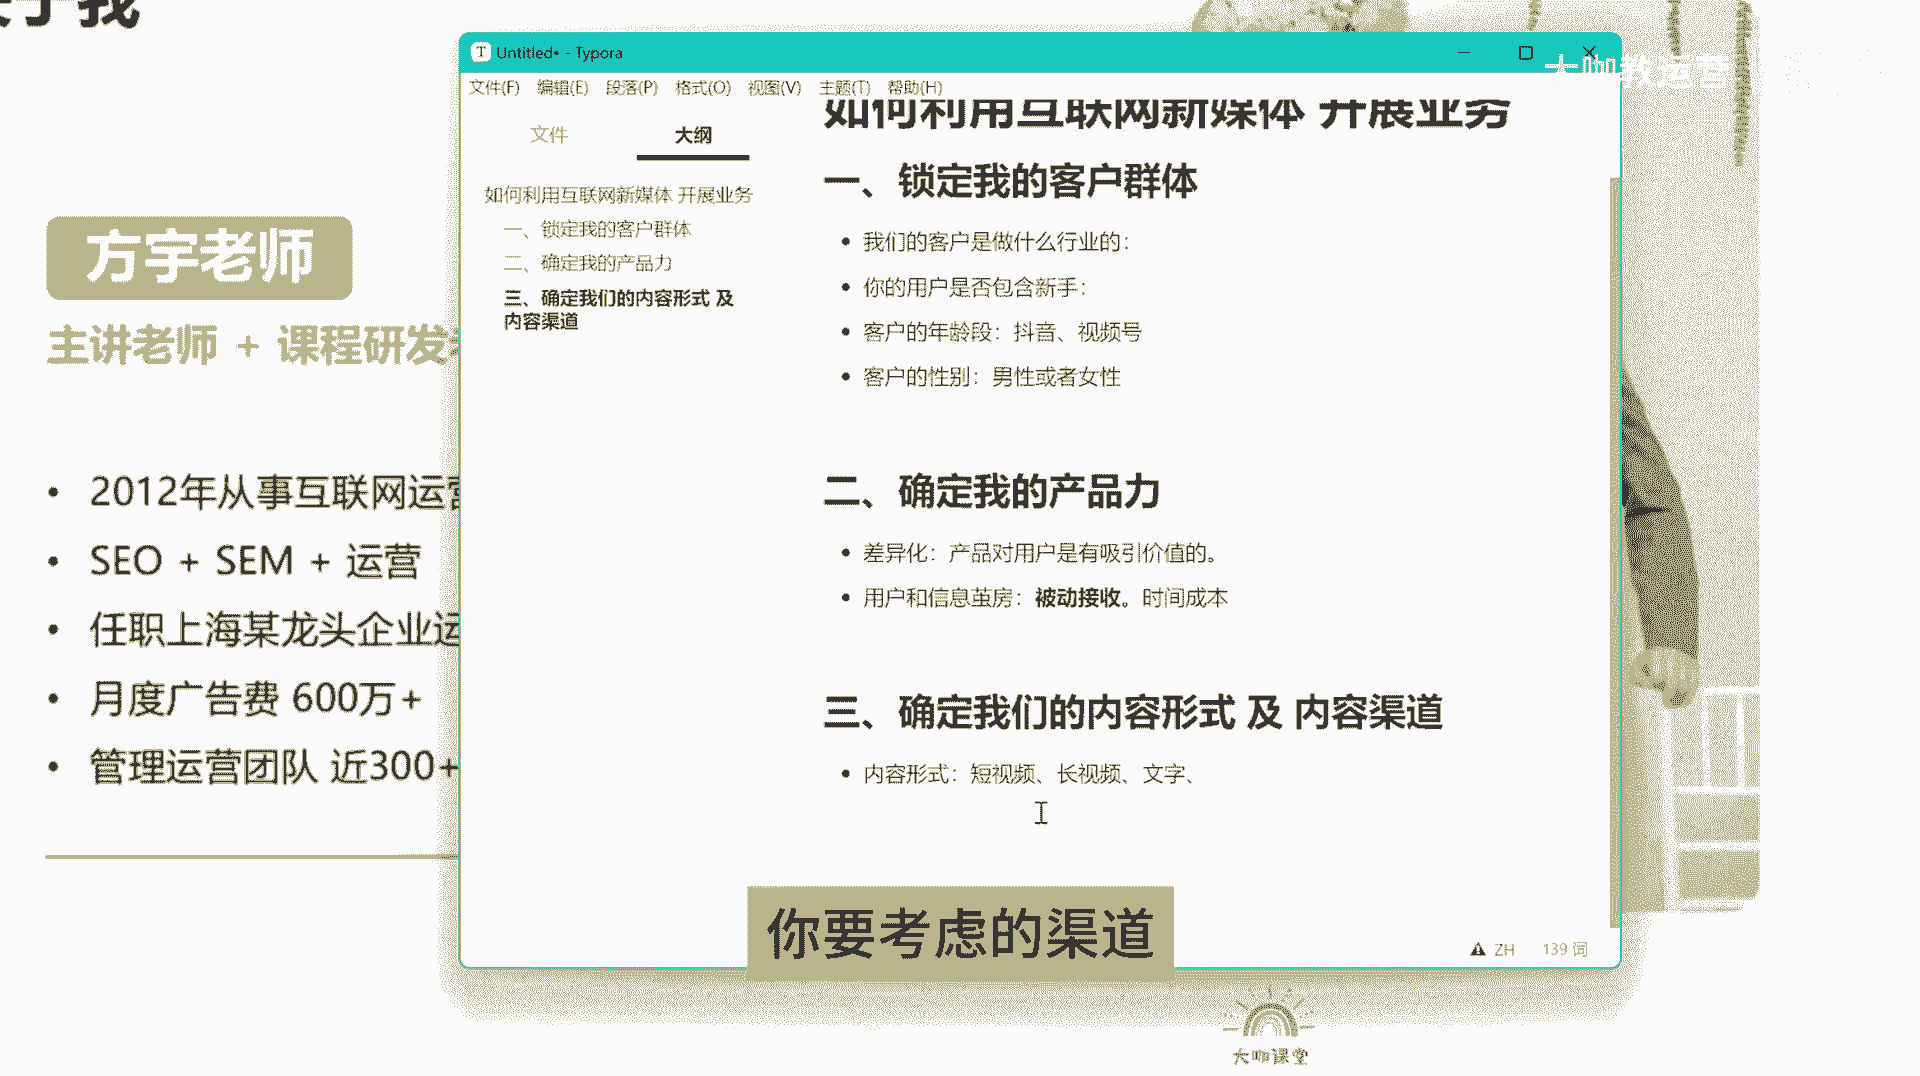 关于我
方宇老师
主讲老师 + 课程研发
2012年从事互联网运营
SEO + SEM + 运营
任职上海某龙头企业运
月度广告费 600万+
管理运营团队 近300+
Untitled• - Typora
大咖教运营
文件(F) 编辑(E) 段落(P) 格式(O) 视图(V) 主题(T) 帮助(H)
文件 大纲
如何利用互联网新媒体 开展业务
一、锁定我的客户群体
二、确定我的产品力
三、确定我们的内容形式 及
内容渠道
如何利用互联网新媒体 开展业务
一、锁定我的客户群体
我们的客户是做什么行业的：
你的用户是否包含新手：
客户的年龄段：抖音、视频号
客户的性别：男性或者女性
二、确定我的产品力
差异化：产品对用户是有吸引价值的。
用户和信息茧房：被动接收。时间成本
三、确定我们的内容形式 及 内容渠道
内容形式：短视频、长视频、文字、
你要考虑的渠道
ZH 139 词
大咖课堂